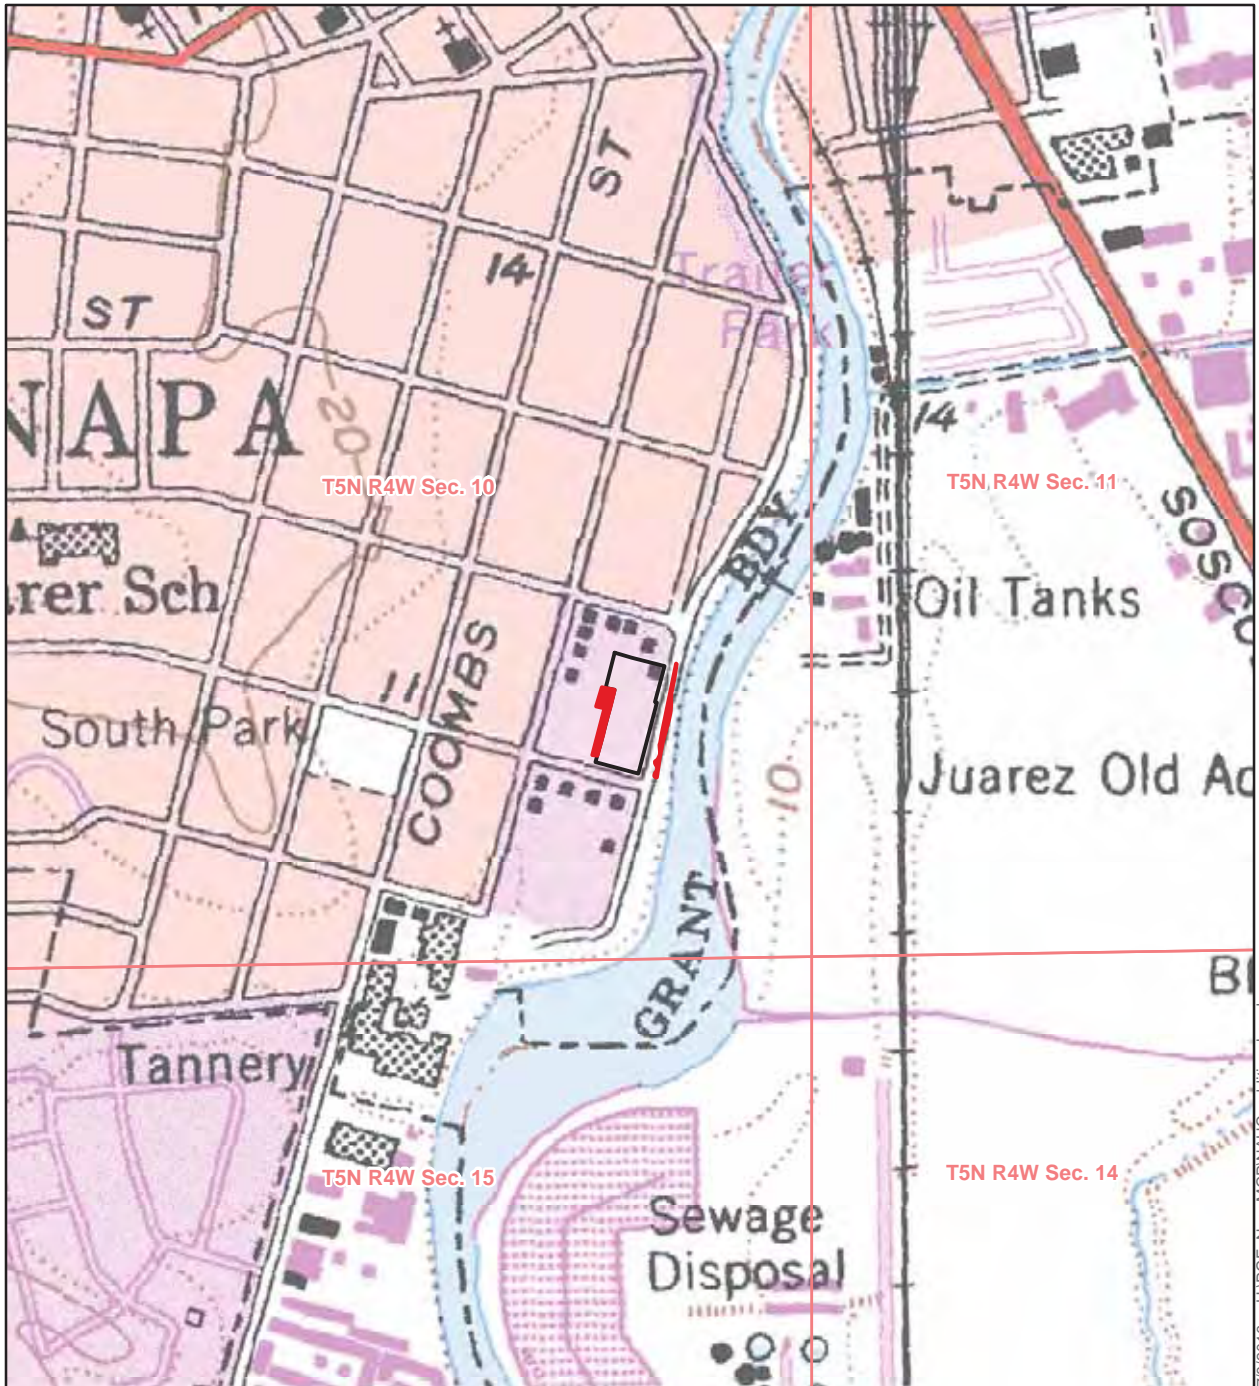 ST
14
Trailer
Park
ST
NAPA
20
14
T5N R4W Sec. 10
T5N R4W Sec. 11
BDY
SOSCO
rer Sch
Oil Tanks
11
COOMBS
South Park
10
Juarez Old Ad
GRANT
B
Tannery
T5N R4W Sec. 15
T5N R4W Sec. 14
Sewage
Disposal